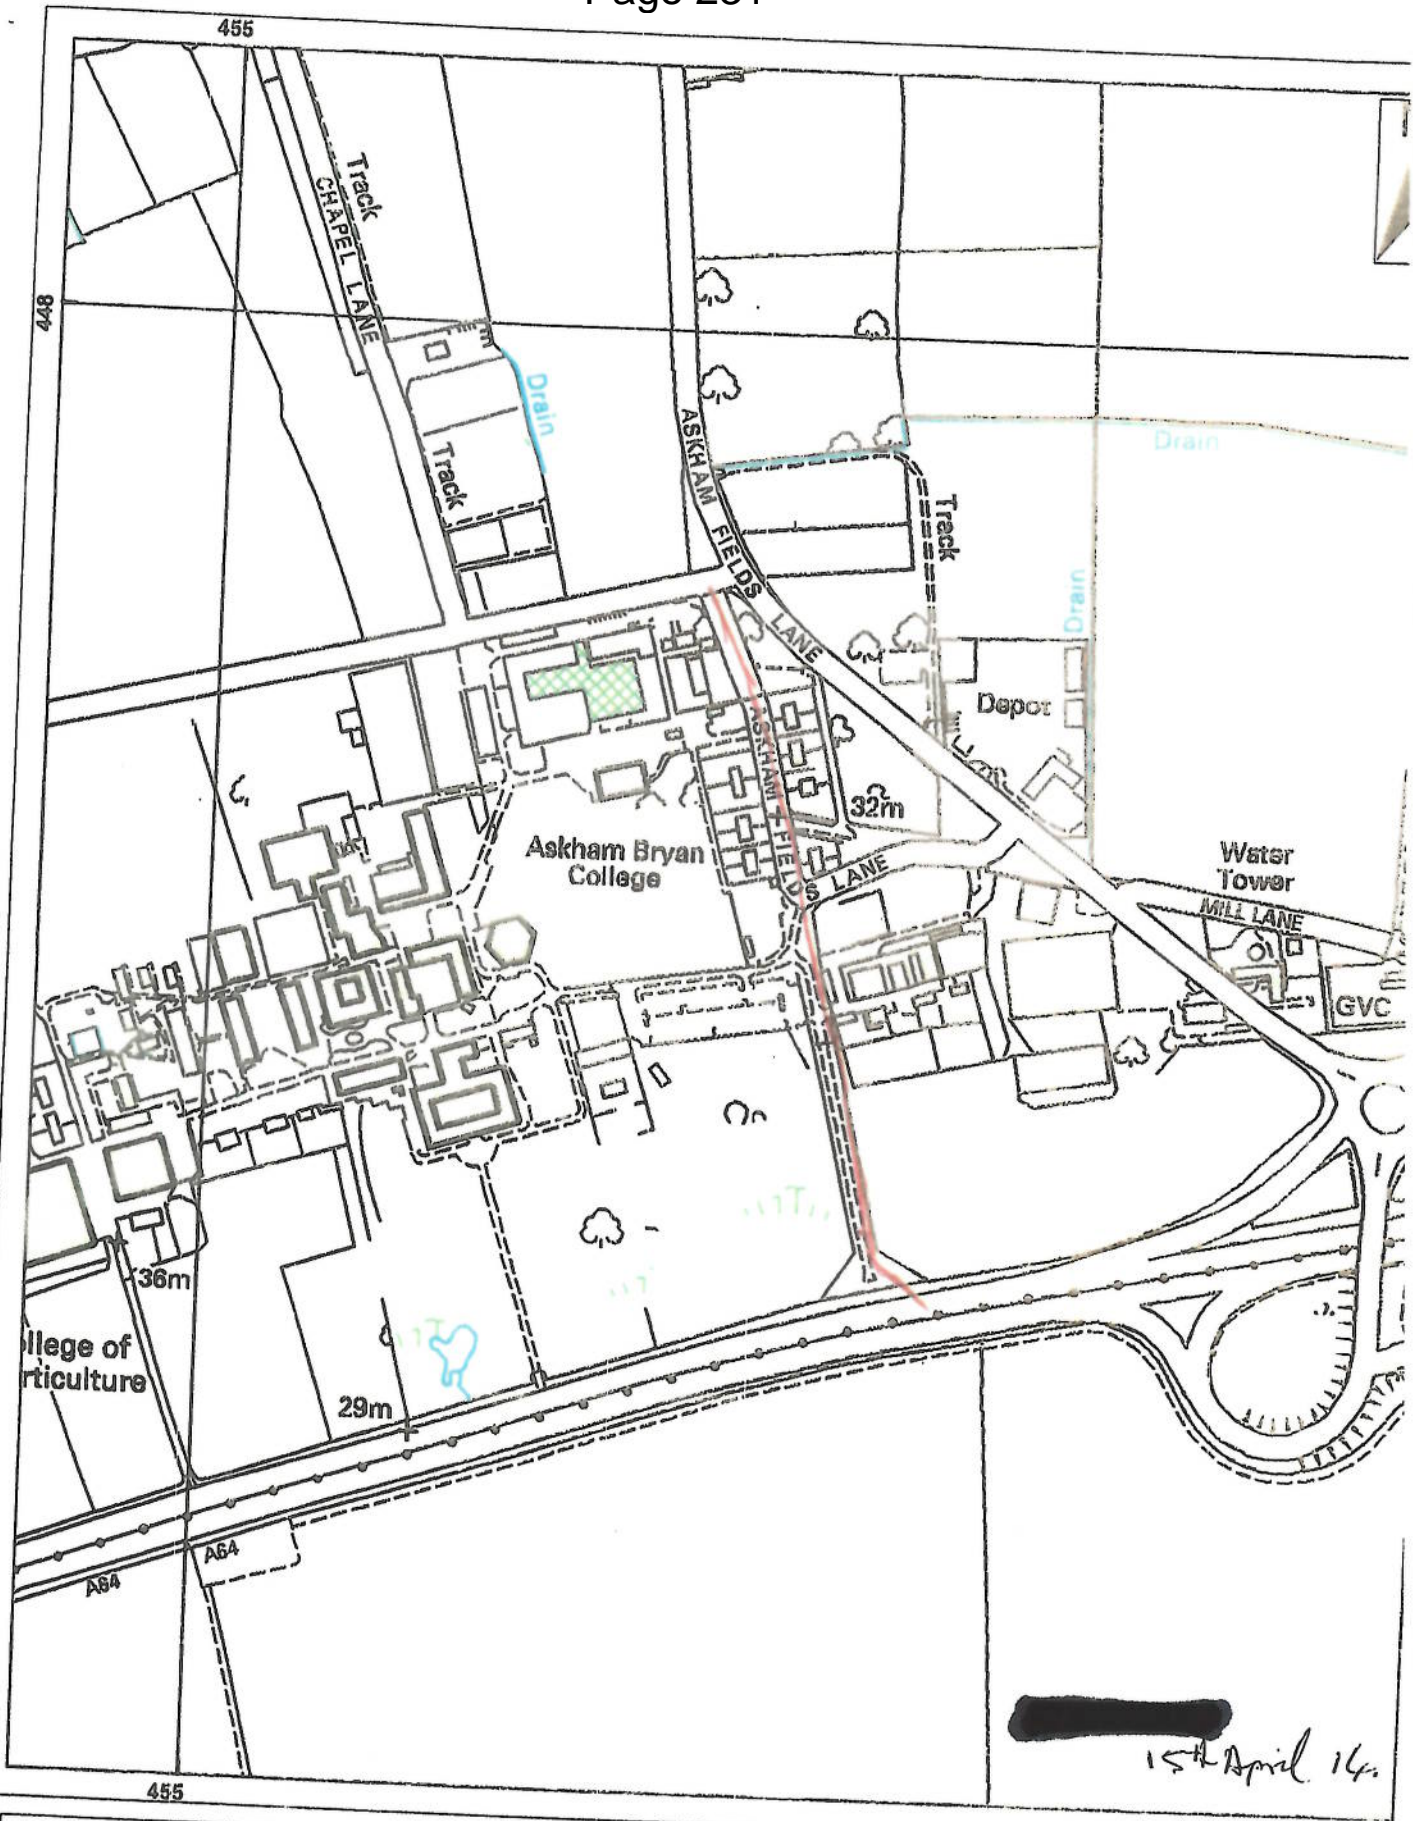 455
Track
CHAPEL LANE
448
Drain
Track
ASKHAM FIELDS LANE
Drain
Track
Drain
Depot
ASKHAM FIELDS LANE
32m
Askham Bryan
College
Water
Tower
MILL LANE
GVC
36m
llege of
rticulture
29m
A64
A64
15th April 14.
455